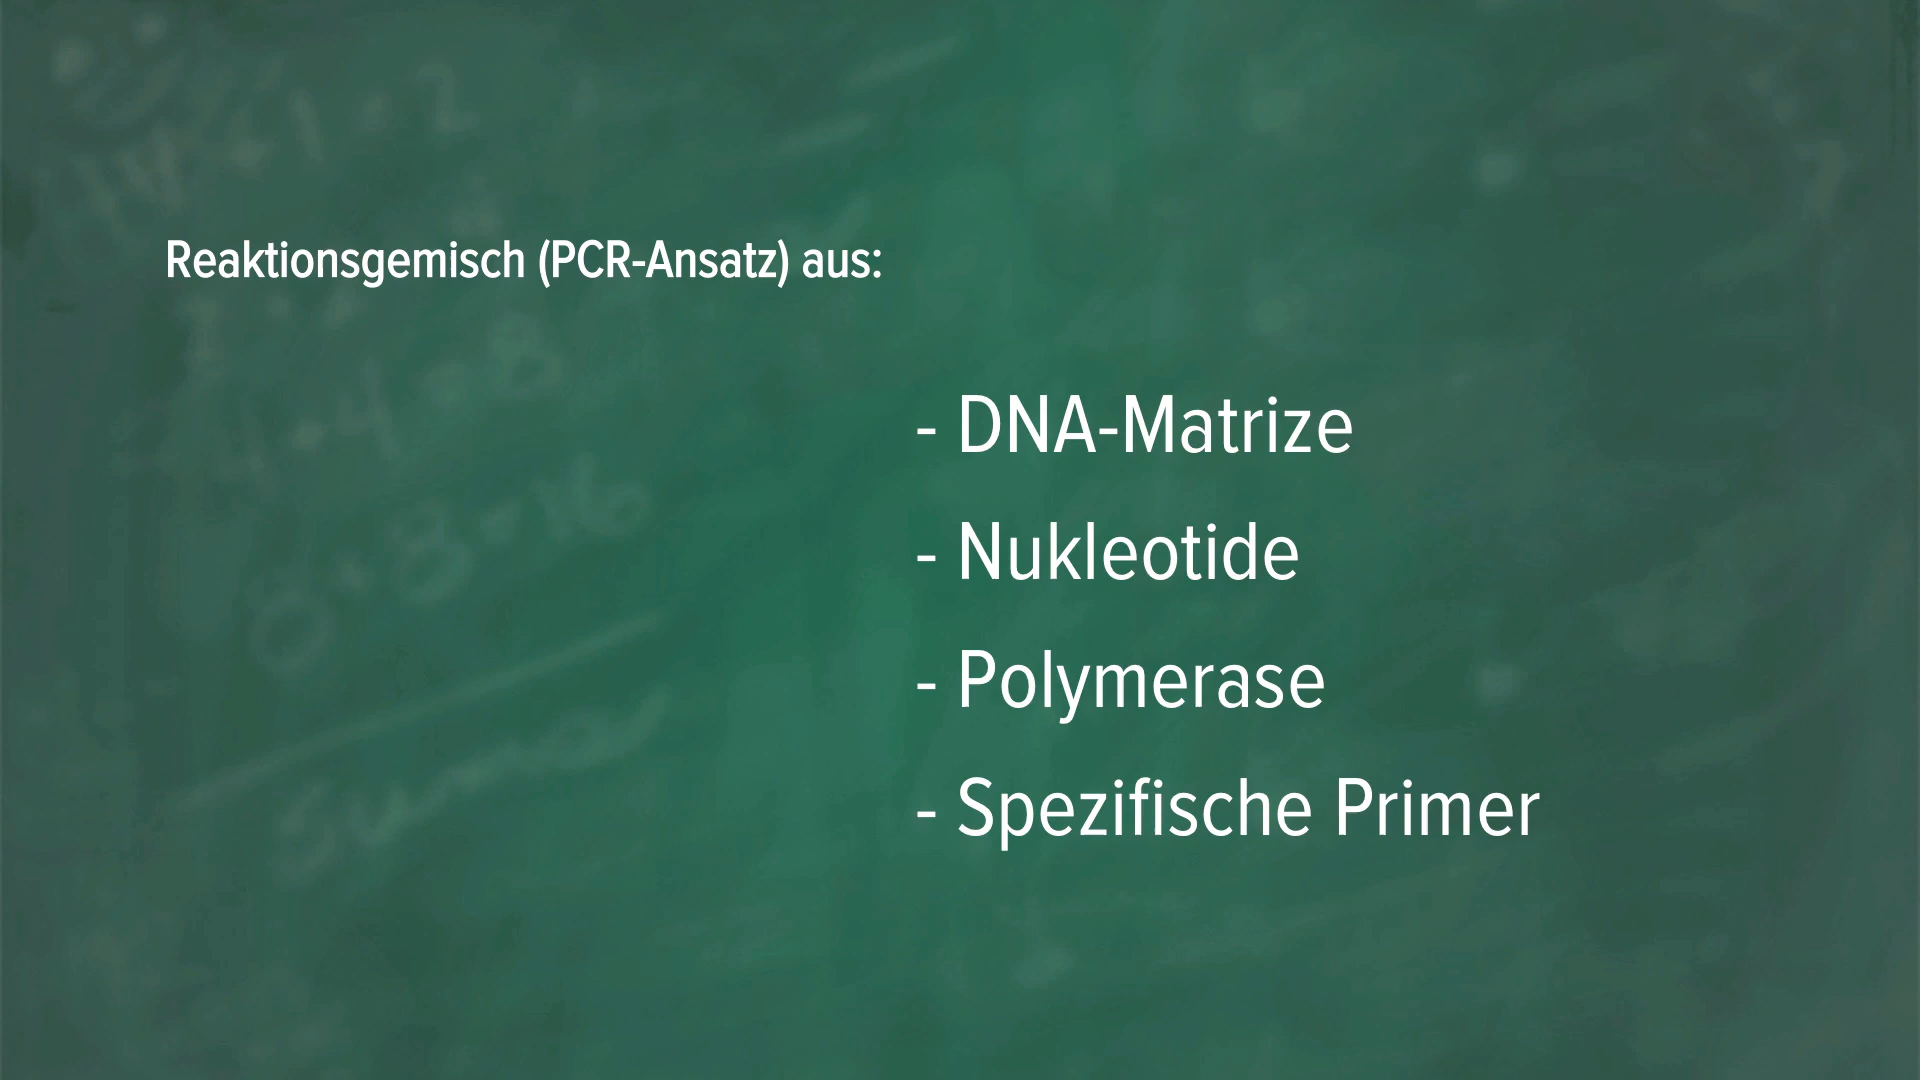 Reaktionsgemisch (PCR-Ansatz) aus:
- DNA-Matrize
- Nukleotide
- Polymerase
- Spezifische Primer